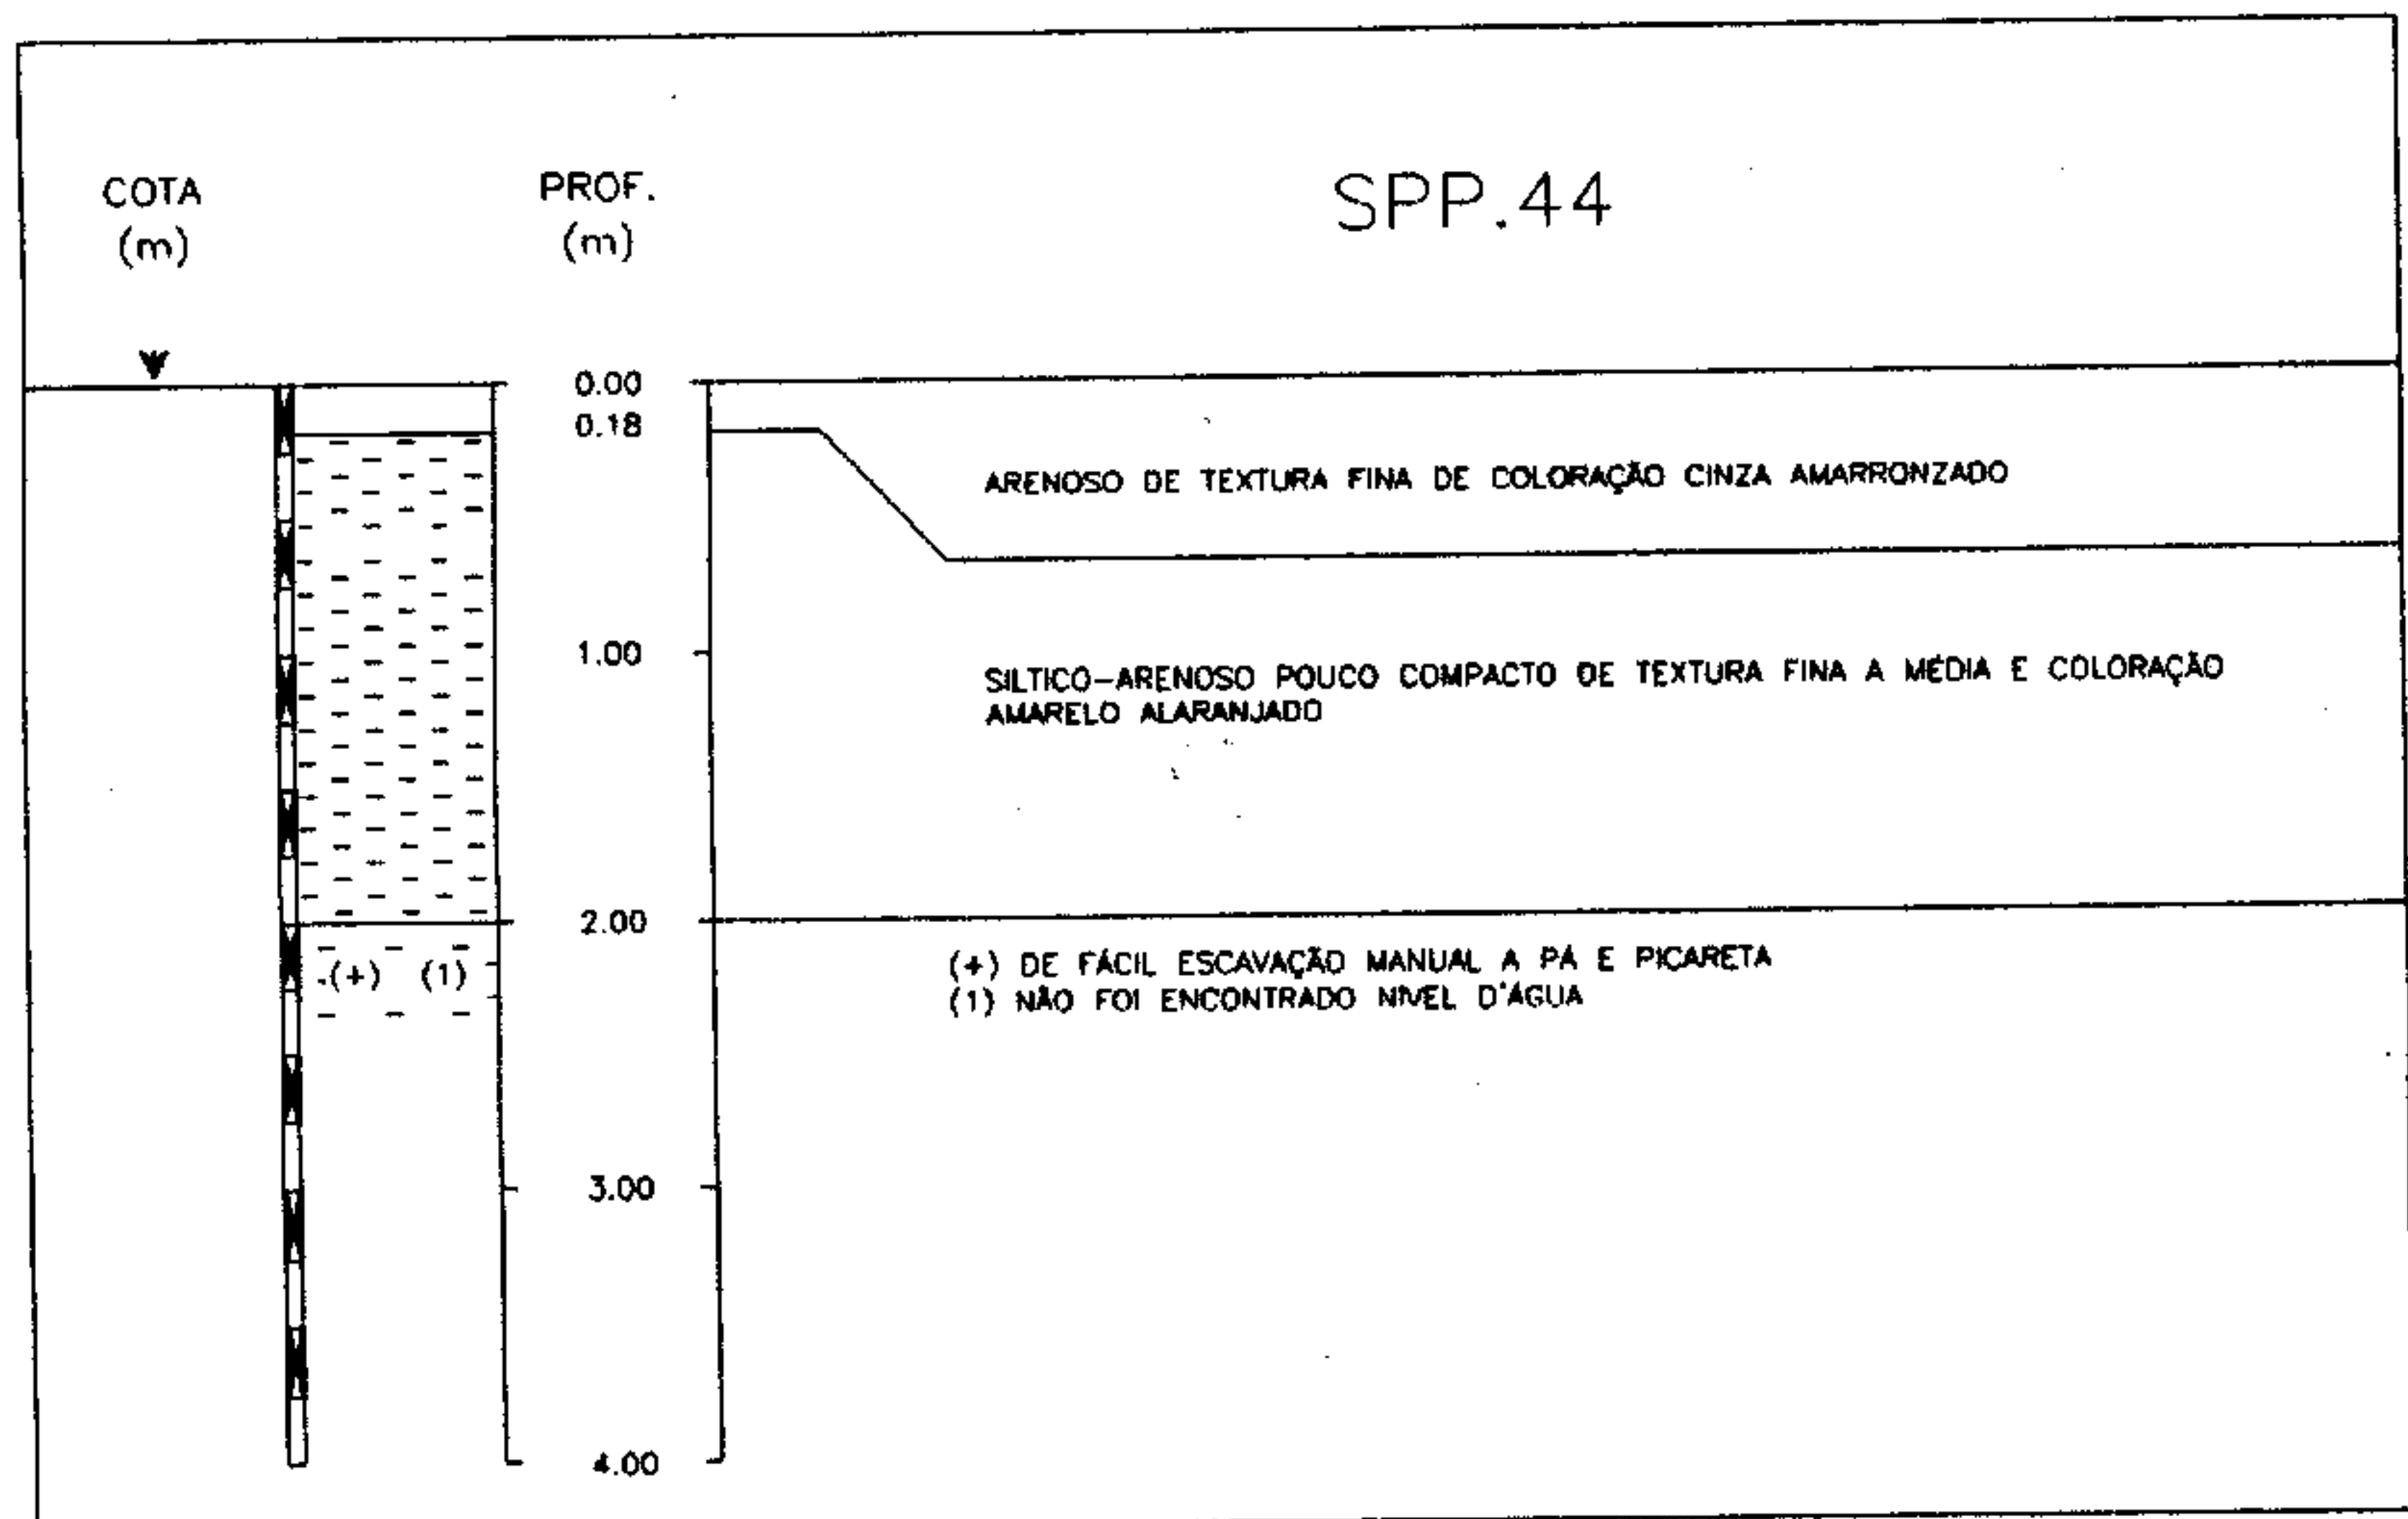 COTA
(m)
PROF.
(m)
SPP.44
0.00
0.18
ARENOSO DE TEXTURA FINA DE COLORAÇÃO CINZA AMARRONZADO
1.00
SILTICO-ARENOSO POUCO COMPACTO DE TEXTURA FINA A MÉDIA E COLORAÇÃO
AMARELO ALARANJADO
2.00
(+) (1)
(+) DE FÁCIL ESCAVAÇÃO MANUAL A PÁ E PICARETA
(1) NÃO FOI ENCONTRADO NÍVEL D'ÁGUA
3.00
4.00